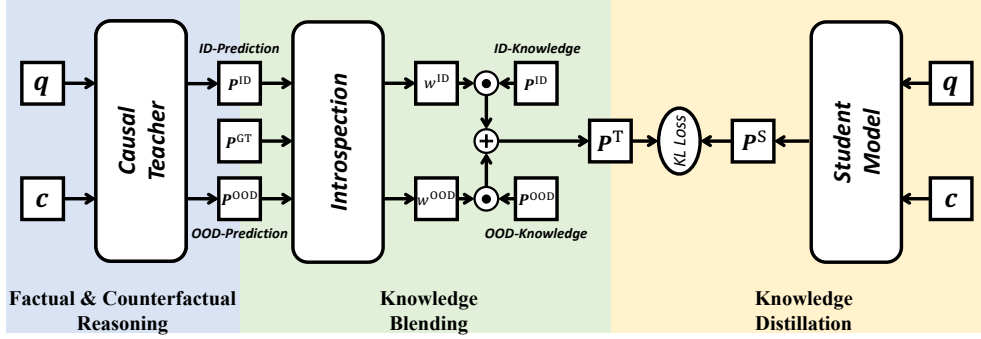 q
c
Causal
Teacher
ID-Prediction
P^ID
P^GT
P^OOD
OOD-Prediction
Introspection
w^ID
w^OOD
ID-Knowledge
P^ID
P^OOD
OOD-Knowledge
P^T
KL Loss
P^S
Student
Model
q
c
Factual & Counterfactual
Reasoning
Knowledge
Blending
Knowledge
Distillation